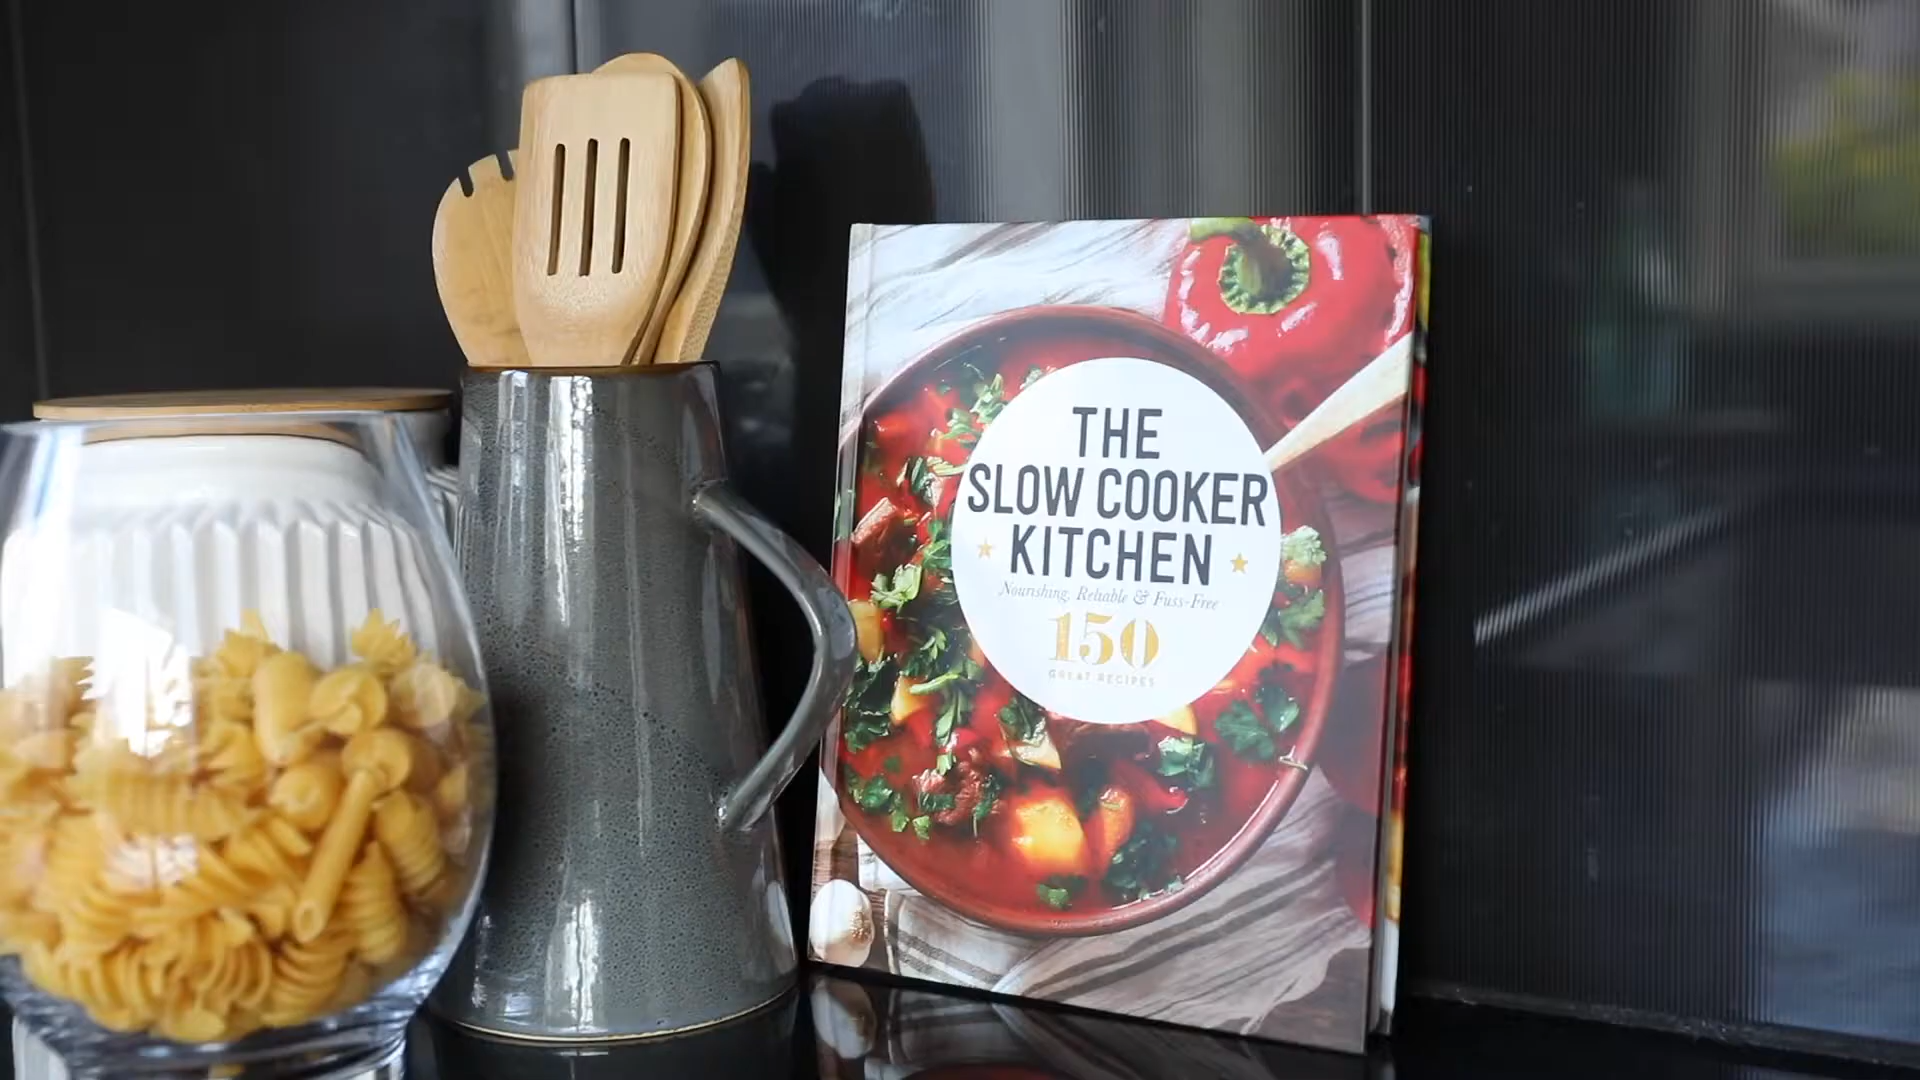 THE
SLOW COOKER
KITCHEN
Nourishing, Reliable & Fuss-Free
150
GREAT RECIPES